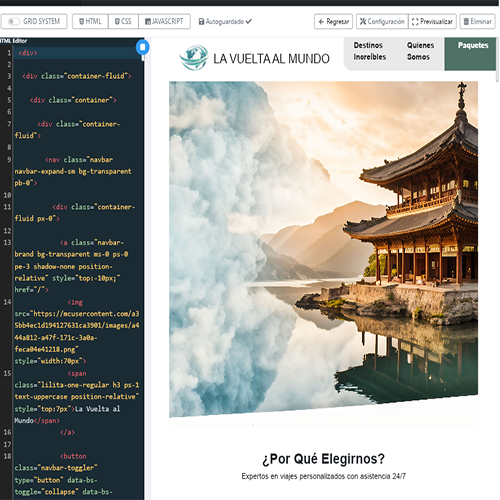 GRID SYSTEM HTML CSS JAVASCRIPT Autoguardado Regresar Configuración Previsualizar Eliminar
HTML Editor
1 <div>
3 <div class="container-fluid">
5 <div class="container">
7 <div class="container-
fluid">
9 <nav class="navbar
navbar-expand-sm bg-transparent
pb-0">
10
11 <div class="container-
fluid px-0">
12
13 <a class="navbar-
brand bg-transparent ms-0 ps-0
pe-3 shadow-none position-
relative" style="top:-10px;"
href="/">
14 <img
src="https://mcusercontent.com/a3
5bb4ec1d194127631ca3901/images/a4
44a812-a47f-171c-3a0a-
feca04e41218.png"
style="width:70px">
15 <span
class="lilita-one-regular h3 ps-1
text-uppercase position-relative"
style="top:7px">La Vuelta al
Mundo</span>
16 </a>
17
18 <button
class="navbar-toggler"
type="button" data-bs-
toggle="collapse" data-bs-
LA VUELTA AL MUNDO
Destinos
Increíbles
Quienes
Somos
Paquetes
¿Por Qué Elegirnos?
Expertos en viajes personalizados con asistencia 24/7